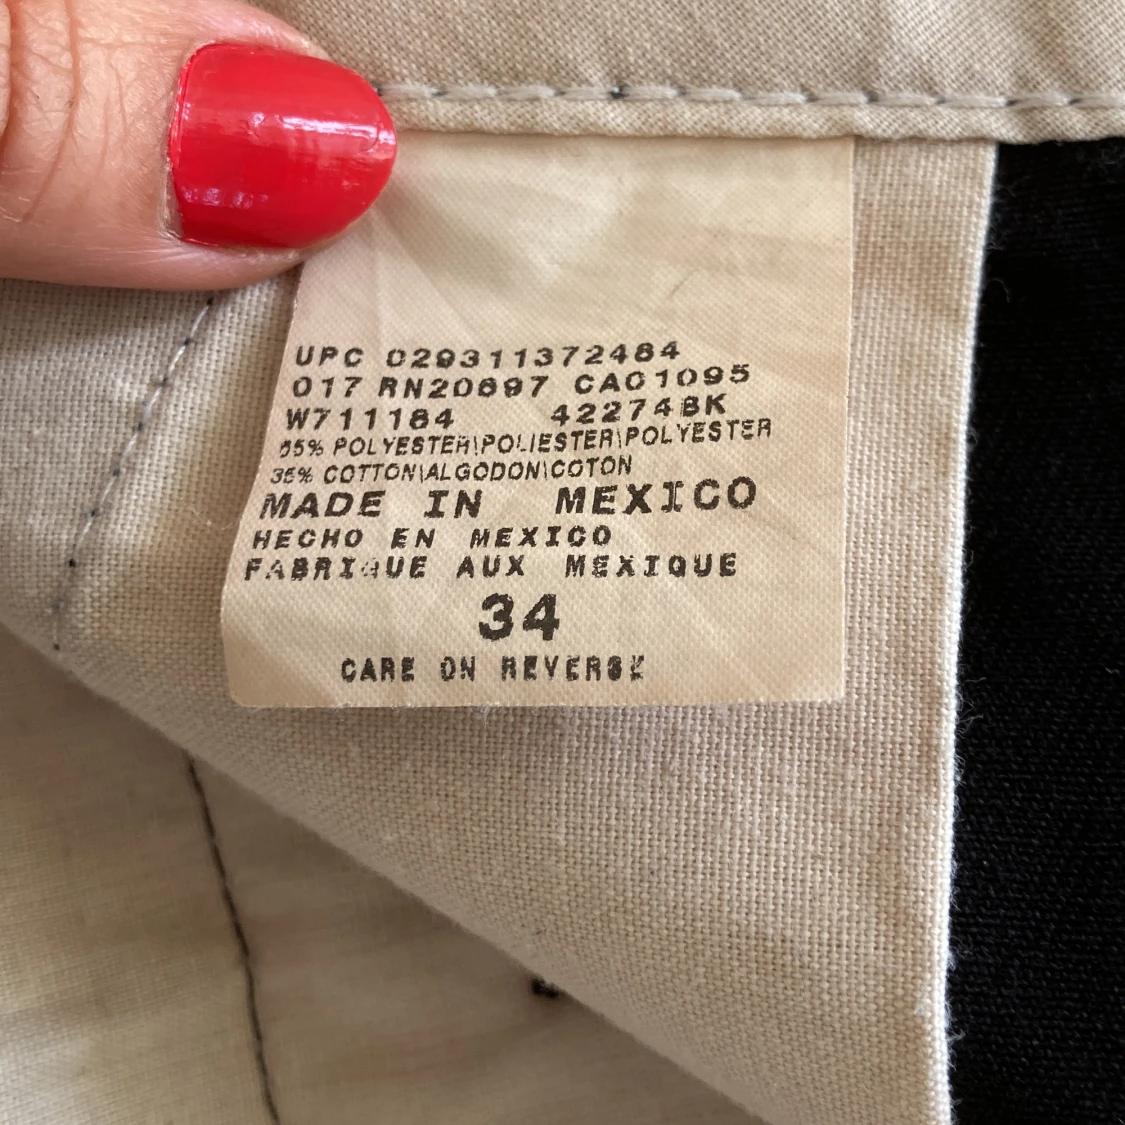 UPC 029311372484
017 RN20697 CA01095
W711184 42274BK
65% POLYESTER\POLIESTER\POLYESTER
35% COTTON\ALGODON\COTON
MADE IN MEXICO
HECHO EN MEXICO
FABRIQUE AUX MEXIQUE
34
CARE ON REVERSE